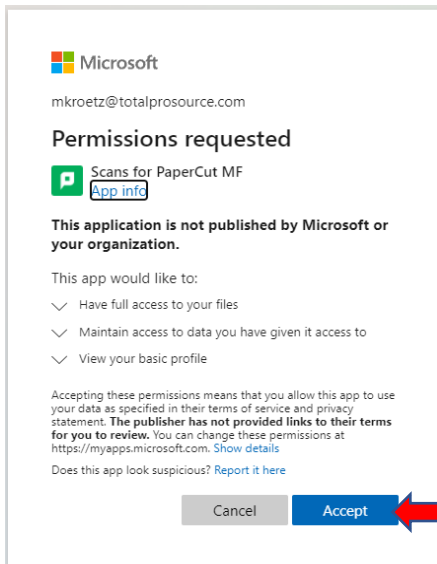 Microsoft
mkroetz@totalprosource.com
Permissions requested
Scans for PaperCut MF
App info
This application is not published by Microsoft or
your organization.
This app would like to:
Have full access to your files
Maintain access to data you have given it access to
View your basic profile
Accepting these permissions means that you allow this app to use
your data as specified in their terms of service and privacy
statement. The publisher has not provided links to their terms
for you to review. You can change these permissions at
https://myapps.microsoft.com. Show details
Does this app look suspicious? Report it here
Cancel Accept